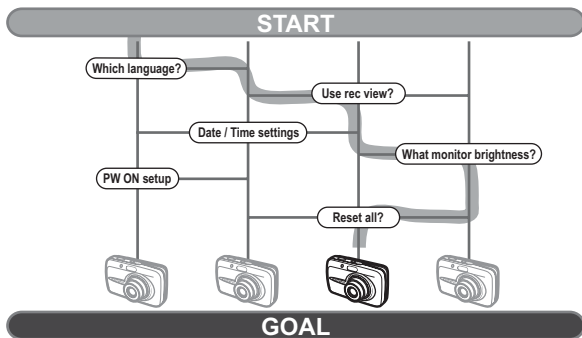 START
Which language?
Use rec view?
Date / Time settings
What monitor brightness?
PW ON setup
Reset all?
GOAL